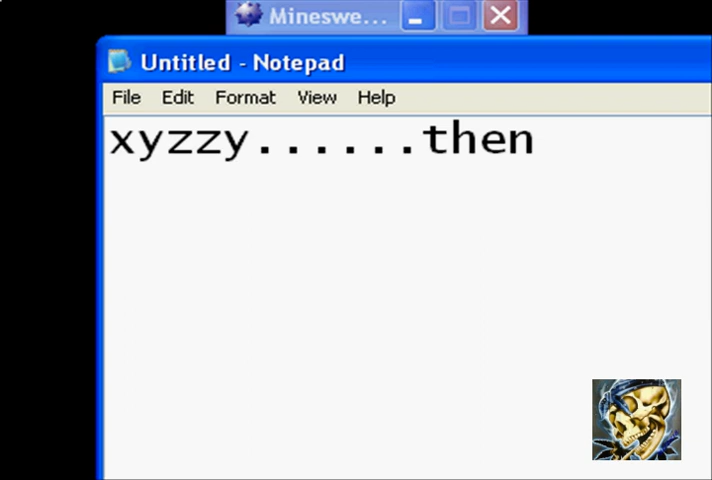 Mineswe...
Untitled - Notepad
File Edit Format View Help
xyzzy......then